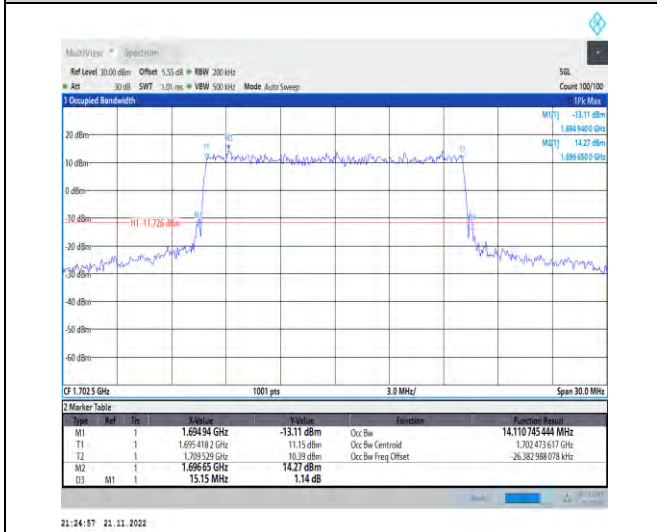 MultiView Spectrum
Ref Level 30.00 dBm Offset 5.55 dB RBW 200 kHz SGL
Att 30 dB SWT 1.01 ms VBW 500 kHz Mode Auto Sweep Count 100/100
1 Occupied Bandwidth 1Pk Max
M1[1] -13.11 dBm
1.694 940 0 GHz
M2[1] 14.27 dBm
1.696 650 0 GHz
20 dBm
M2
T1 T2
10 dBm
0 dBm
-10 dBm
M1
H1 -11.726 dBm
-20 dBm
-30 dBm
-40 dBm
-50 dBm
-60 dBm
CF 1.702 5 GHz 1001 pts 3.0 MHz/ Span 30.0 MHz
2 Marker Table
Type Ref Trc X-Value Y-Value Function Function Result
M1 1 1.694 94 GHz -13.11 dBm Occ Bw 14.110 745 444 MHz
T1 1 1.695 418 2 GHz 11.15 dBm Occ Bw Centroid 1.702 473 617 GHz
T2 1 1.709 529 GHz 10.39 dBm Occ Bw Freq Offset -26.382 988 078 kHz
M2 1 1.696 65 GHz 14.27 dBm
D3 M1 1 15.15 MHz 1.14 dB
21:24:57 21.11.2022